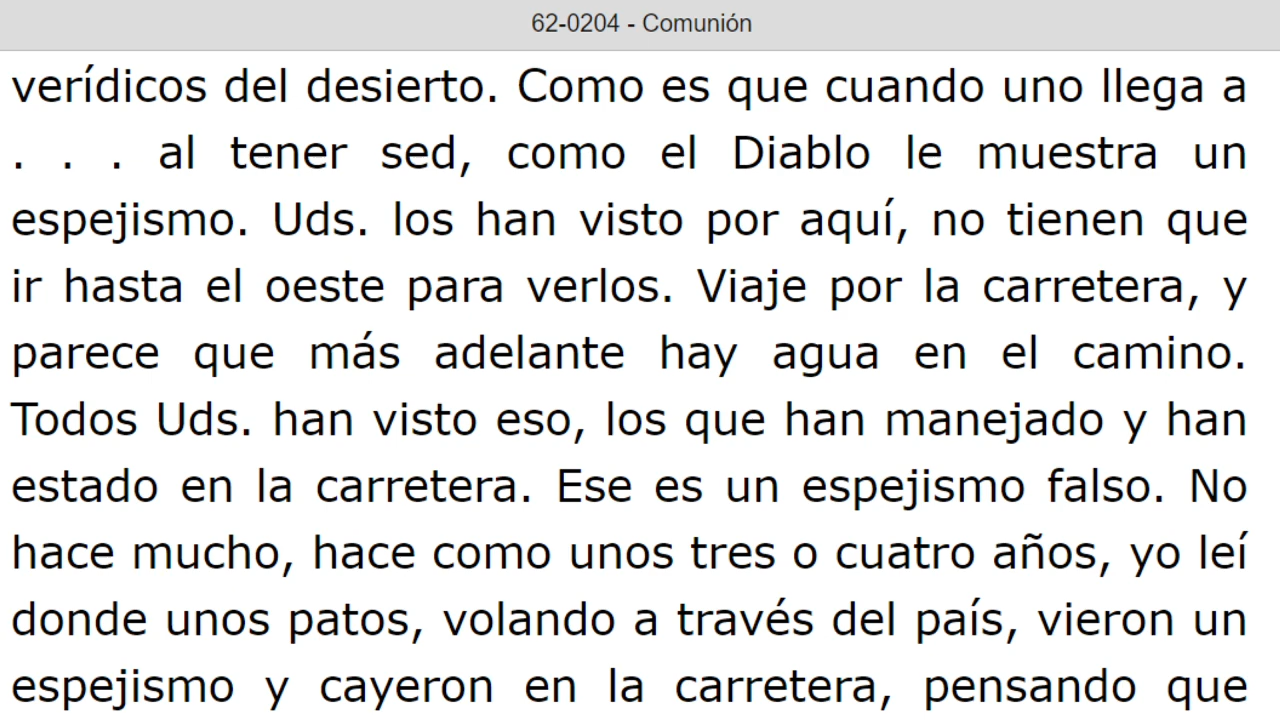 62-0204 - Comunión
verídicos del desierto. Como es que cuando uno llega a
. . . al tener sed, como el Diablo le muestra un
espejismo. Uds. los han visto por aquí, no tienen que
ir hasta el oeste para verlos. Viaje por la carretera, y
parece que más adelante hay agua en el camino.
Todos Uds. han visto eso, los que han manejado y han
estado en la carretera. Ese es un espejismo falso. No
hace mucho, hace como unos tres o cuatro años, yo leí
donde unos patos, volando a través del país, vieron un
espejismo y cayeron en la carretera, pensando que